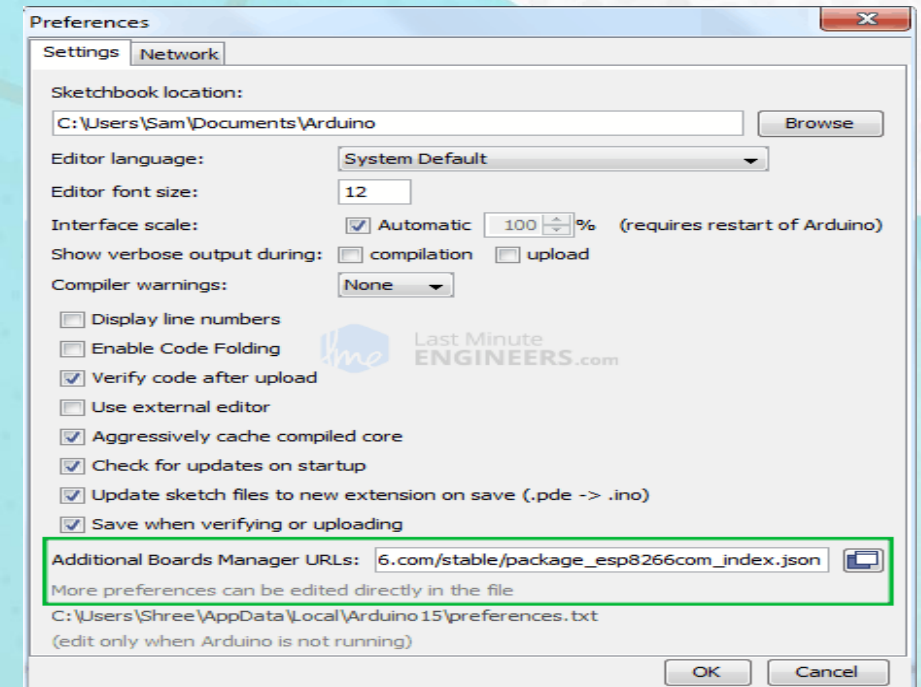 Preferences
Settings Network
Sketchbook location:
C:\Users\Sam\Documents\Arduino Browse
Editor language: System Default
Editor font size: 12
Interface scale: Automatic 100 % (requires restart of Arduino)
Show verbose output during: compilation upload
Compiler warnings: None
Display line numbers
Enable Code Folding
lme Last Minute
ENGINEERS.com
Verify code after upload
Use external editor
Aggressively cache compiled core
Check for updates on startup
Update sketch files to new extension on save (.pde -> .ino)
Save when verifying or uploading
Additional Boards Manager URLs: 6.com/stable/package_esp8266com_index.json
More preferences can be edited directly in the file
C:\Users\Shree\AppData\Local\Arduino15\preferences.txt
(edit only when Arduino is not running)
OK Cancel